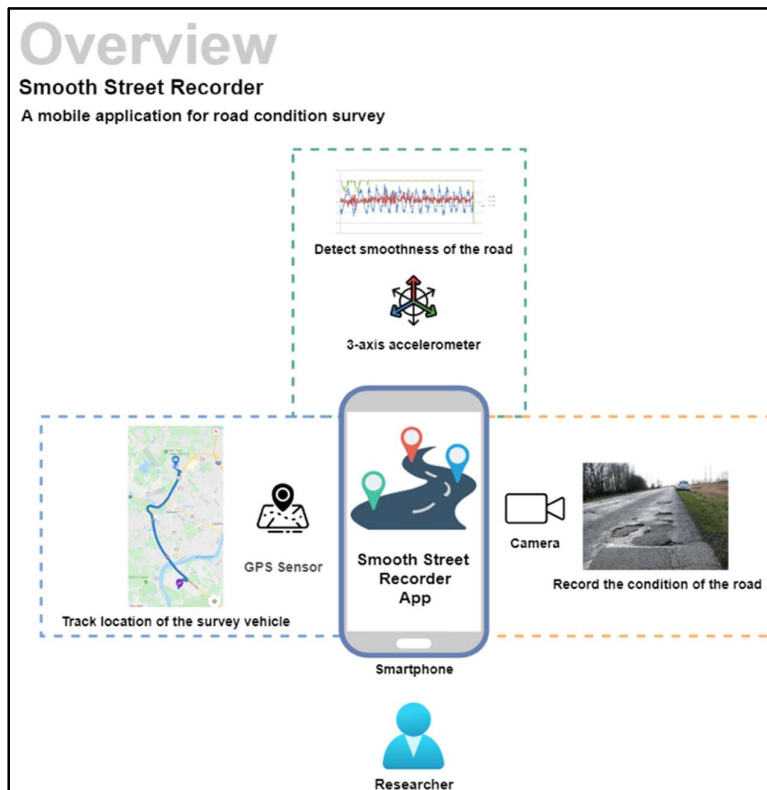 Overview
Smooth Street Recorder
A mobile application for road condition survey
Detect smoothness of the road
3-axis accelerometer
GPS Sensor
Track location of the survey vehicle
Smooth Street
Recorder
App
Smartphone
Camera
Record the condition of the road
Researcher